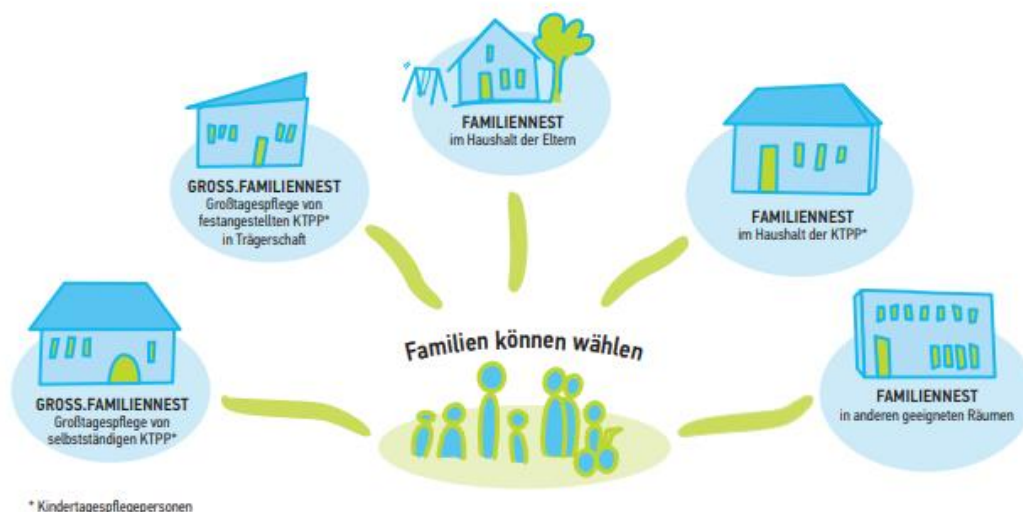 FAMILIENNEST
im Haushalt der Eltern
GROSS.FAMILIENNEST
Großtagespflege von
festangestellten KTPP*
in Trägerschaft
FAMILIENNEST
im Haushalt der KTPP*
Familien können wählen
GROSS.FAMILIENNEST
Großtagespflege von
selbstständigen KTPP*
FAMILIENNEST
in anderen geeigneten Räumen
* Kindertagespflegepersonen